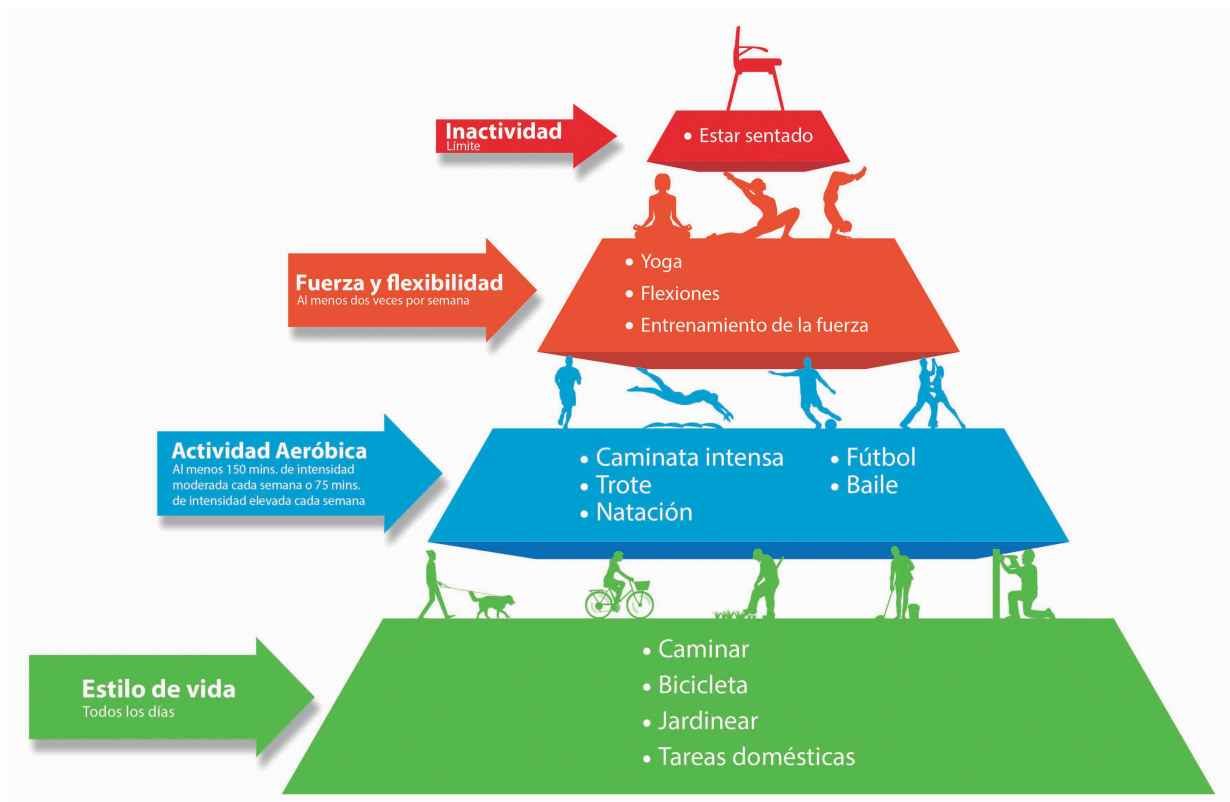 Inactividad
Límite
• Estar sentado
Fuerza y flexibilidad
Al menos dos veces por semana
• Yoga
• Flexiones
• Entrenamiento de la fuerza
Actividad Aeróbica
Al menos 150 mins. de intensidad
moderada cada semana o 75 mins.
de intensidad elevada cada semana
• Caminata intensa
• Trote
• Natación
• Fútbol
• Baile
Estilo de vida
Todos los días
• Caminar
• Bicicleta
• Jardinear
• Tareas domésticas